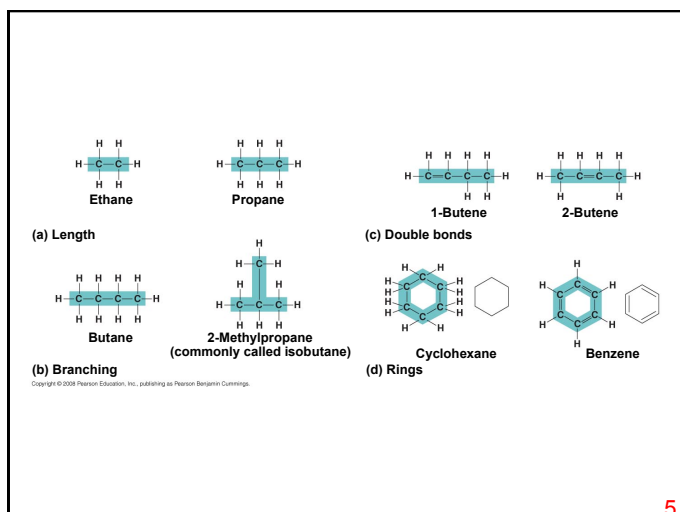 H H
H C C H
H H
Ethane
H H H
H C C C H
H H H
Propane
(a) Length
H H H H
H C C C C H
H H H H
Butane
H
H C H
H H
H C C C H
H H H
2-Methylpropane
(commonly called isobutane)
(b) Branching
H H H H
H C C C C H
H H
1-Butene
H H H H
H C C C C H
H H
2-Butene
(c) Double bonds
H H
H C H
H C C H
H C C H
H C H
H H
Cyclohexane
H
H C H
C C
C C
H C H
H
Benzene
(d) Rings
Copyright © 2008 Pearson Education, Inc., publishing as Pearson Benjamin Cummings.
5